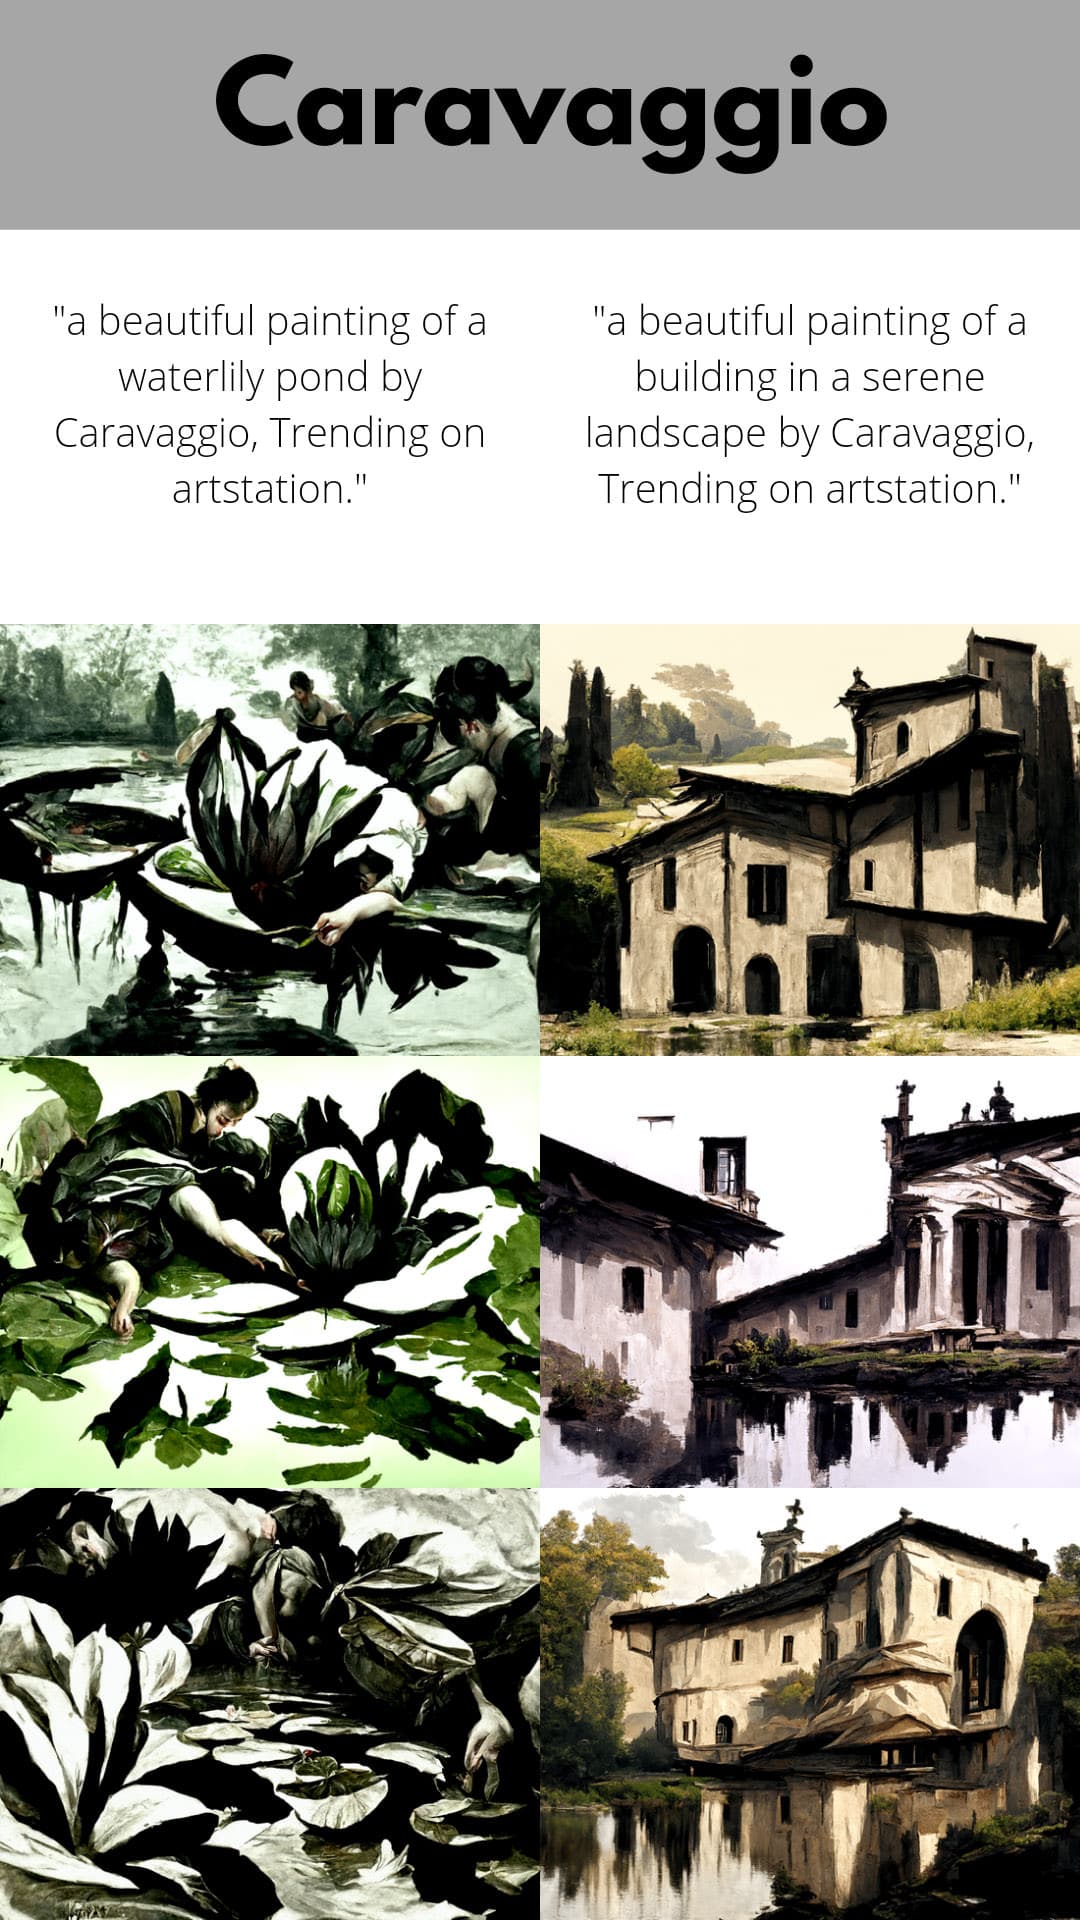 Caravaggio
"a beautiful painting of a
waterlily pond by
Caravaggio, Trending on
artstation."
"a beautiful painting of a
building in a serene
landscape by Caravaggio,
Trending on artstation."